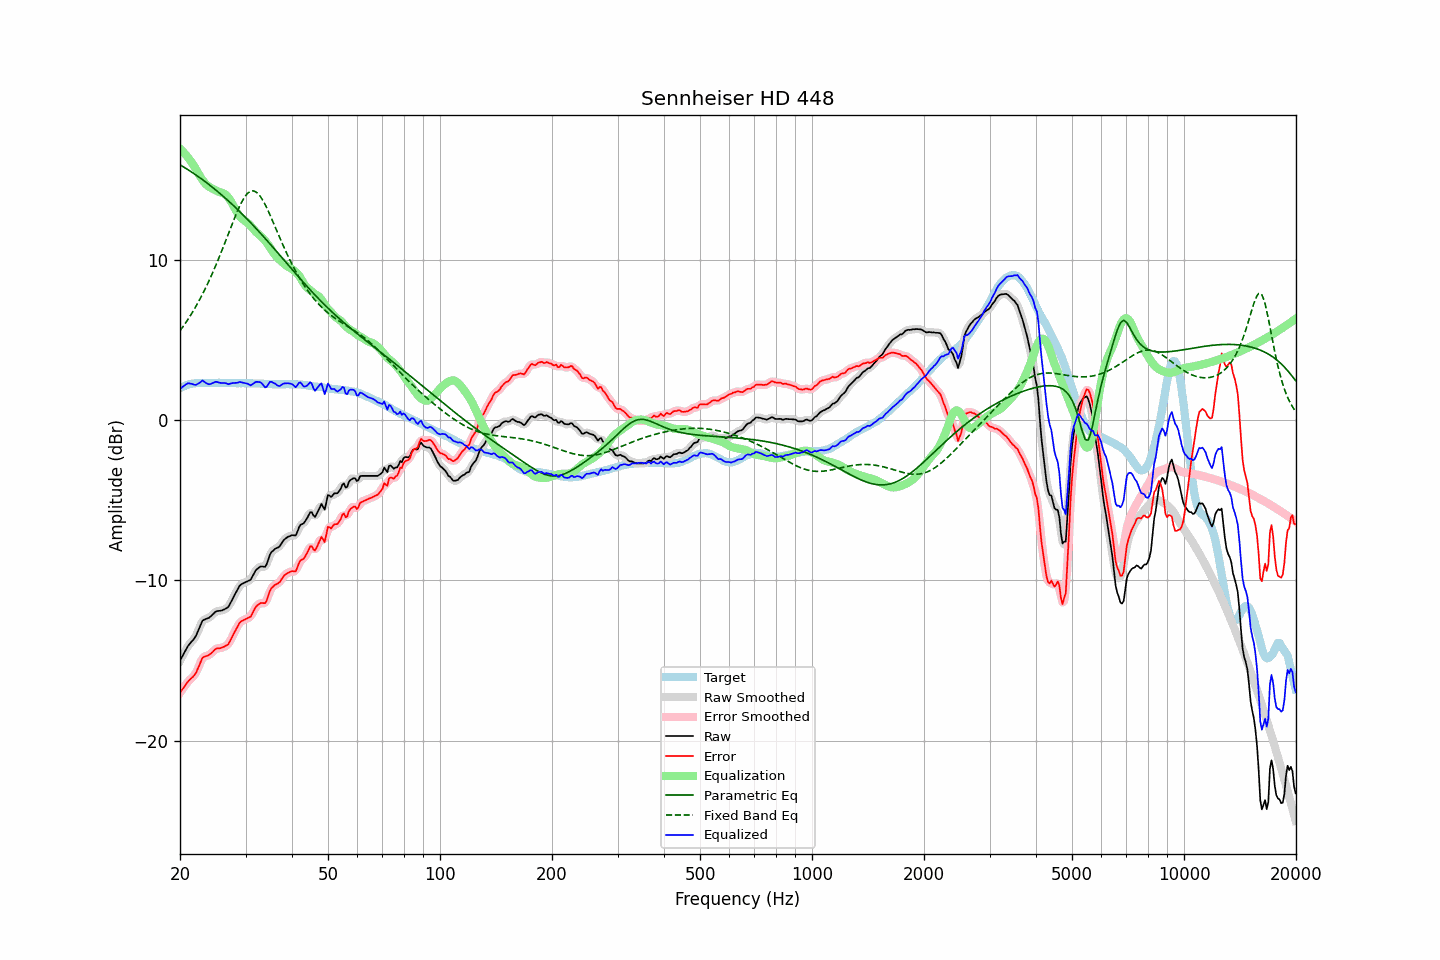 Sennheiser HD 448
Amplitude (dBr)
10
0
−10
−20
Target
Raw Smoothed
Error Smoothed
Raw
Error
Equalization
Parametric Eq
Fixed Band Eq
Equalized
20 50 100 200 500 1000 2000 5000 10000 20000
Frequency (Hz)